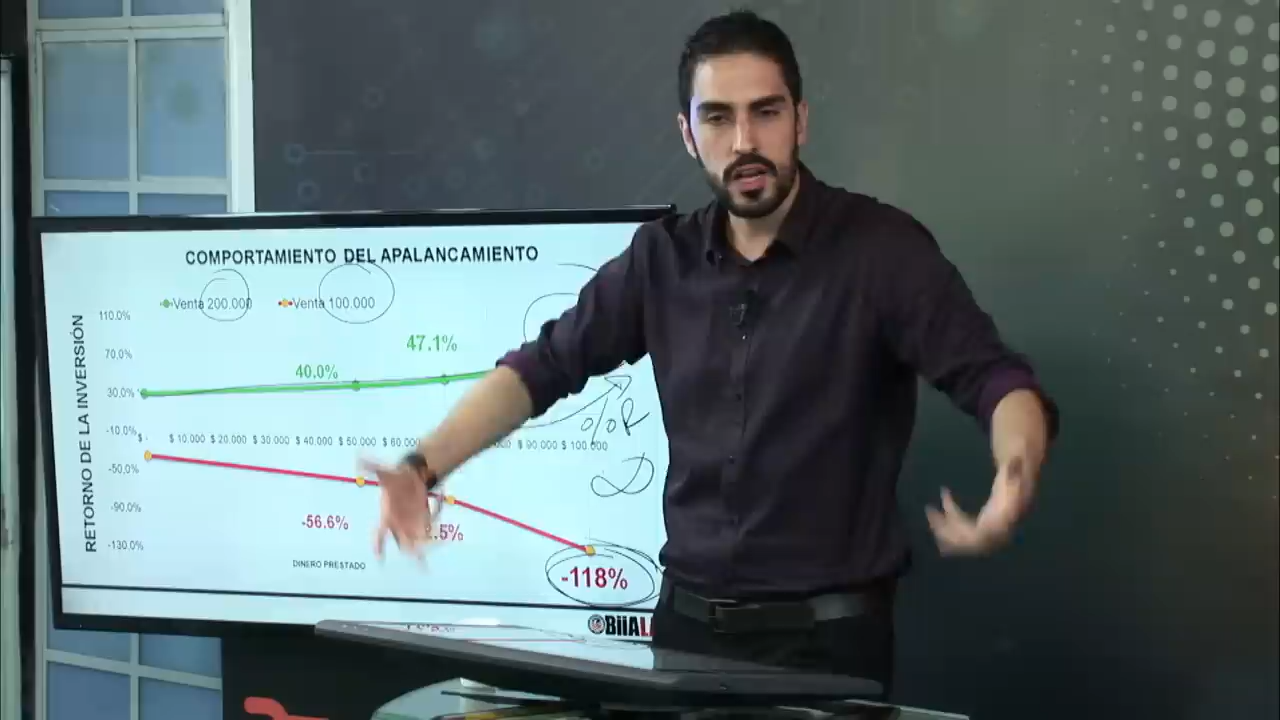 COMPORTAMIENTO DEL APALANCAMIENTO
Venta 200.000 Venta 100.000
RETORNO DE LA INVERSIÓN
110.0%
70.0%
30.0%
-10.0%
-50.0%
-90.0%
-130.0%
47.1%
40.0%
$ - $ 10.000 $ 20.000 $ 30.000 $ 40.000 $ 50.000 $ 60.000 $ 90.000 $ 100.000
%R
-56.6%
.5%
-118%
DINERO PRESTADO
BiiAL